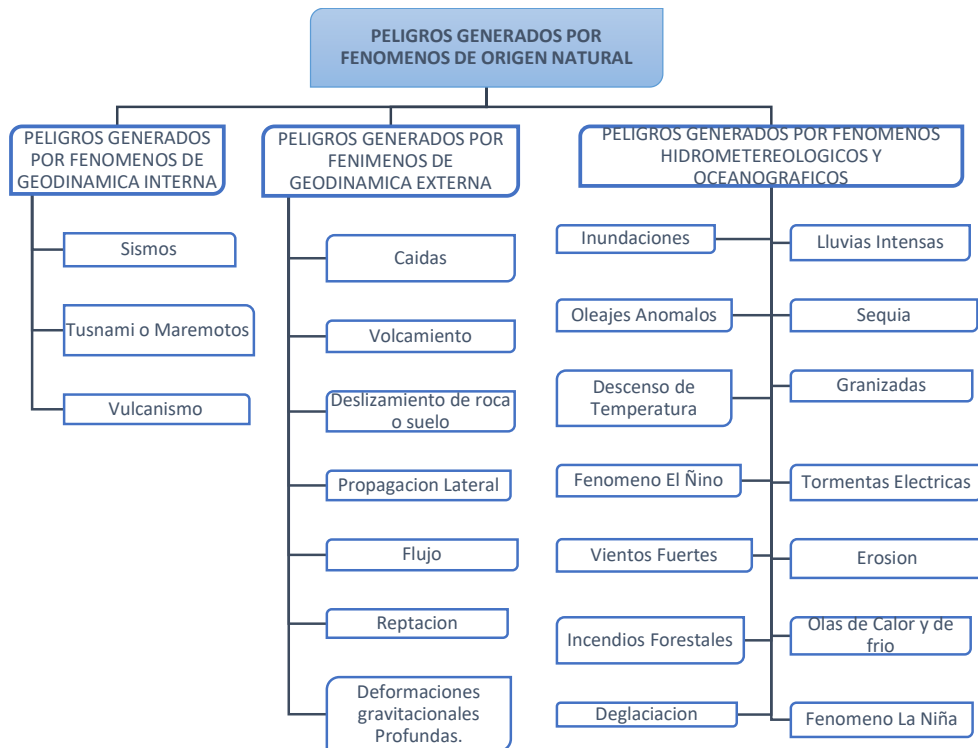 PELIGROS GENERADOS POR
FENOMENOS DE ORIGEN NATURAL
PELIGROS GENERADOS
POR FENOMENOS DE
GEODINAMICA INTERNA
Sismos
Tusnami o Maremotos
Vulcanismo
PELIGROS GENERADOS POR
FENIMENOS DE
GEODINAMICA EXTERNA
Caidas
Volcamiento
Deslizamiento de roca
o suelo
Propagacion Lateral
Flujo
Reptacion
Deformaciones
gravitacionales
Profundas.
PELIGROS GENERADOS POR FENOMENOS
HIDROMETEREOLOGICOS Y
OCEANOGRAFICOS
Inundaciones
Lluvias Intensas
Oleajes Anomalos
Sequia
Descenso de
Temperatura
Granizadas
Fenomeno El Ñino
Tormentas Electricas
Vientos Fuertes
Erosion
Incendios Forestales
Olas de Calor y de
frio
Deglaciacion
Fenomeno La Niña